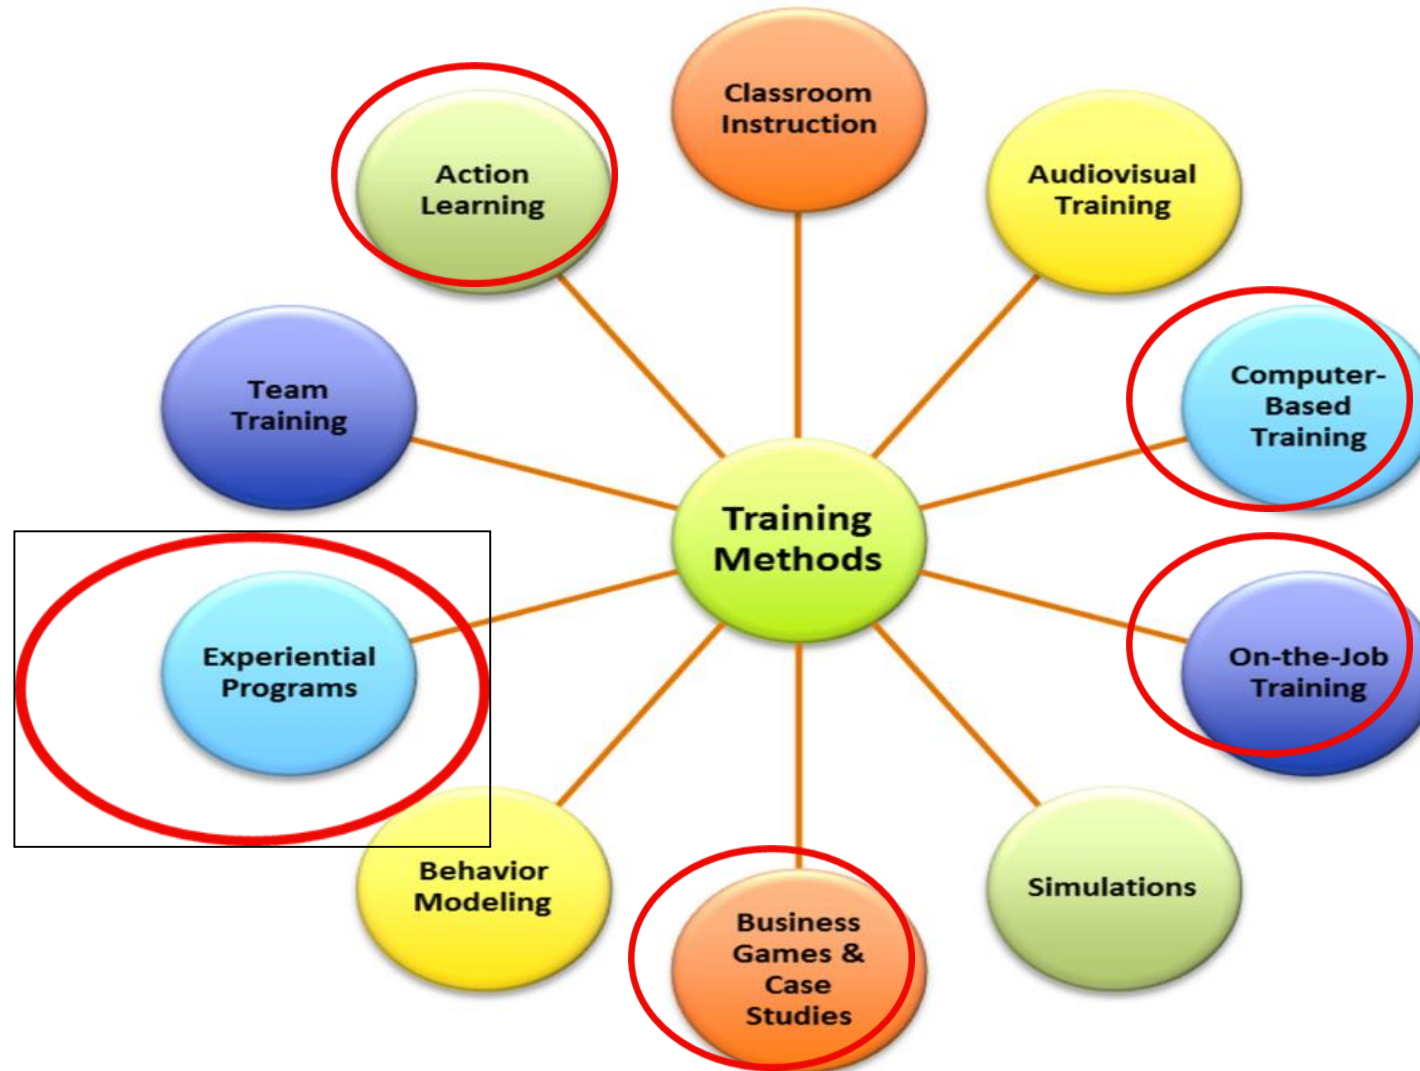 Classroom
Instruction
Action
Learning
Audiovisual
Training
Team
Training
Computer-
Based
Training
Training
Methods
Experiential
Programs
On-the-Job
Training
Behavior
Modeling
Simulations
Business
Games &
Case
Studies